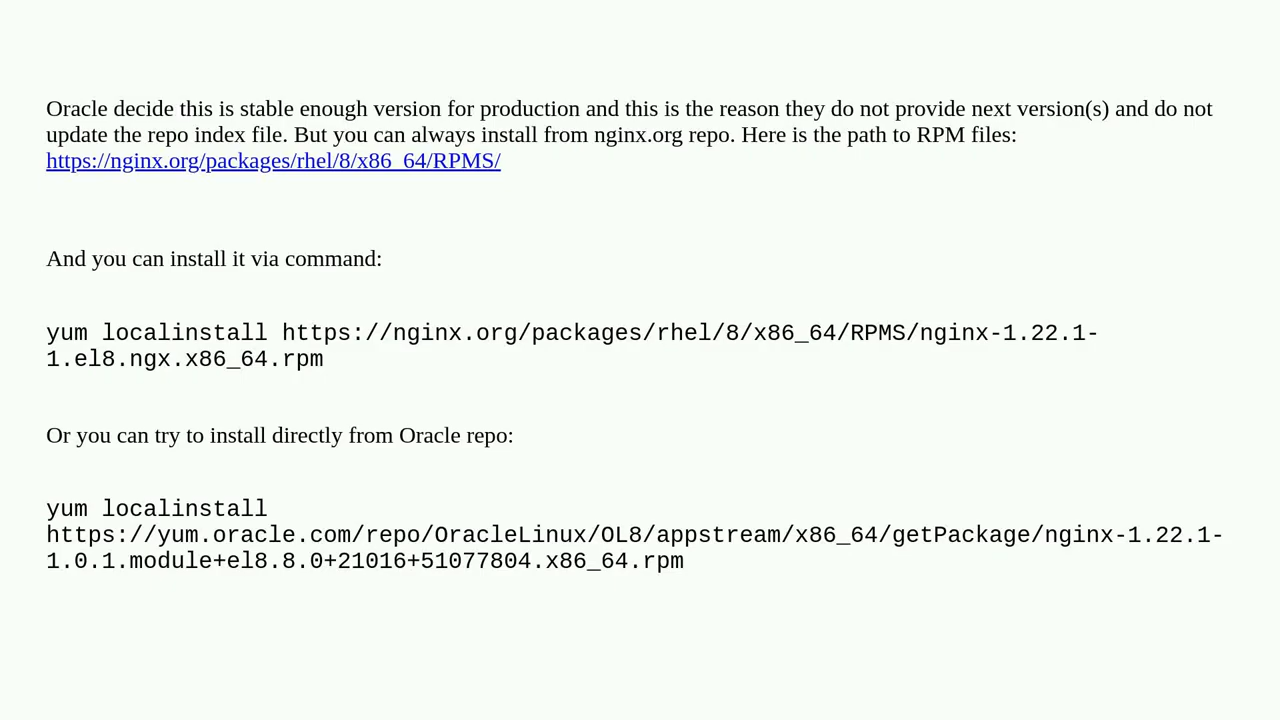 Oracle decide this is stable enough version for production and this is the reason they do not provide next version(s) and do not
update the repo index file. But you can always install from nginx.org repo. Here is the path to RPM files:
https://nginx.org/packages/rhel/8/x86_64/RPMS/
And you can install it via command:
yum localinstall https://nginx.org/packages/rhel/8/x86_64/RPMS/nginx-1.22.1-
1.el8.ngx.x86_64.rpm
Or you can try to install directly from Oracle repo:
yum localinstall
https://yum.oracle.com/repo/OracleLinux/OL8/appstream/x86_64/getPackage/nginx-1.22.1-
1.0.1.module+el8.8.0+21016+51077804.x86_64.rpm